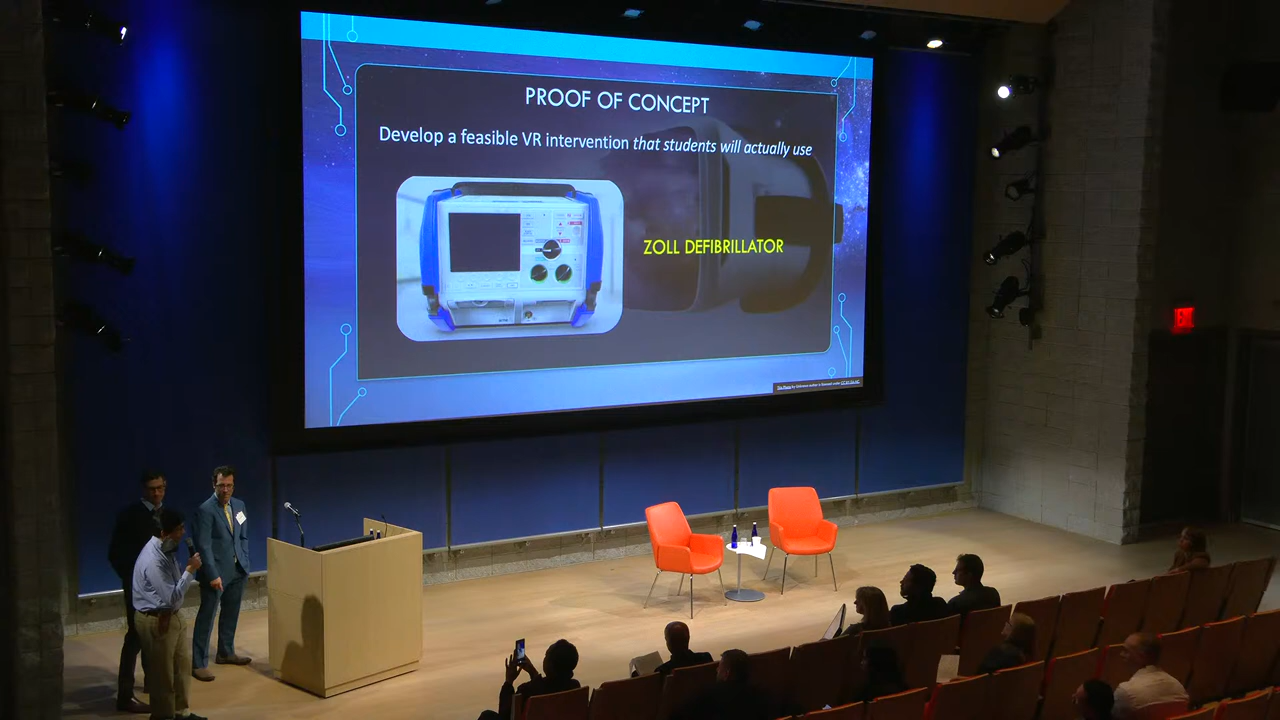 PROOF OF CONCEPT
Develop a feasible VR intervention that students will actually use
ZOLL DEFIBRILLATOR
EXIT